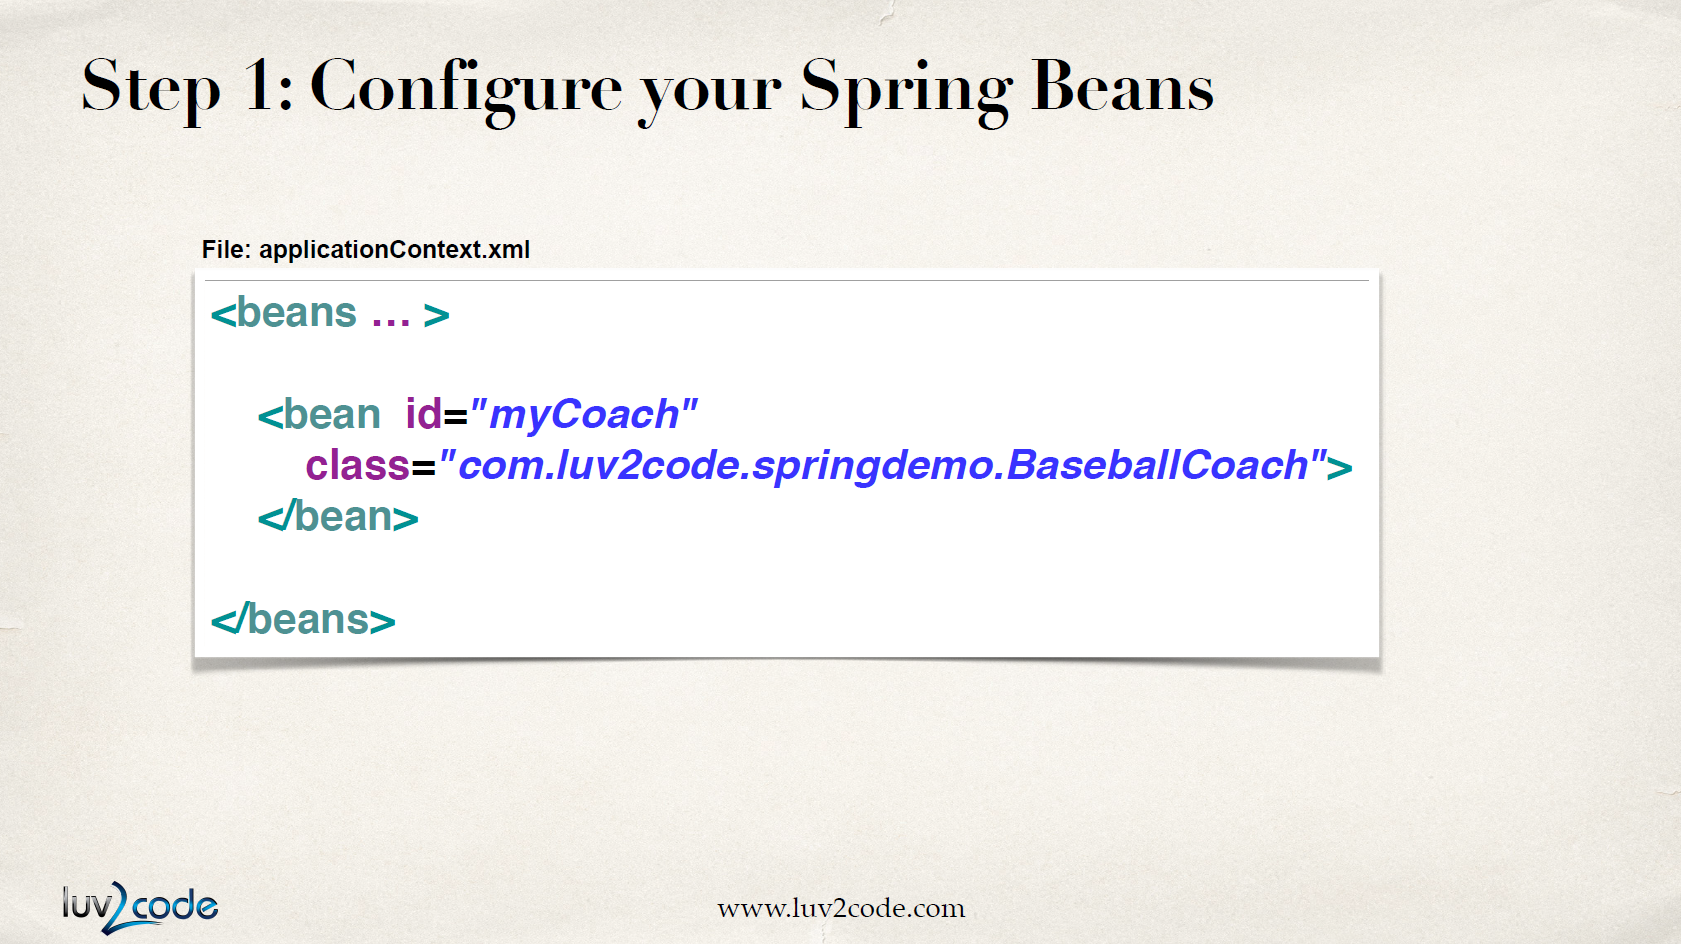 Step 1: Configure your Spring Beans
File: applicationContext.xml
<beans … >
<bean id="myCoach"
class="com.luv2code.springdemo.BaseballCoach">
</bean>
</beans>
luv2code
www.luv2code.com